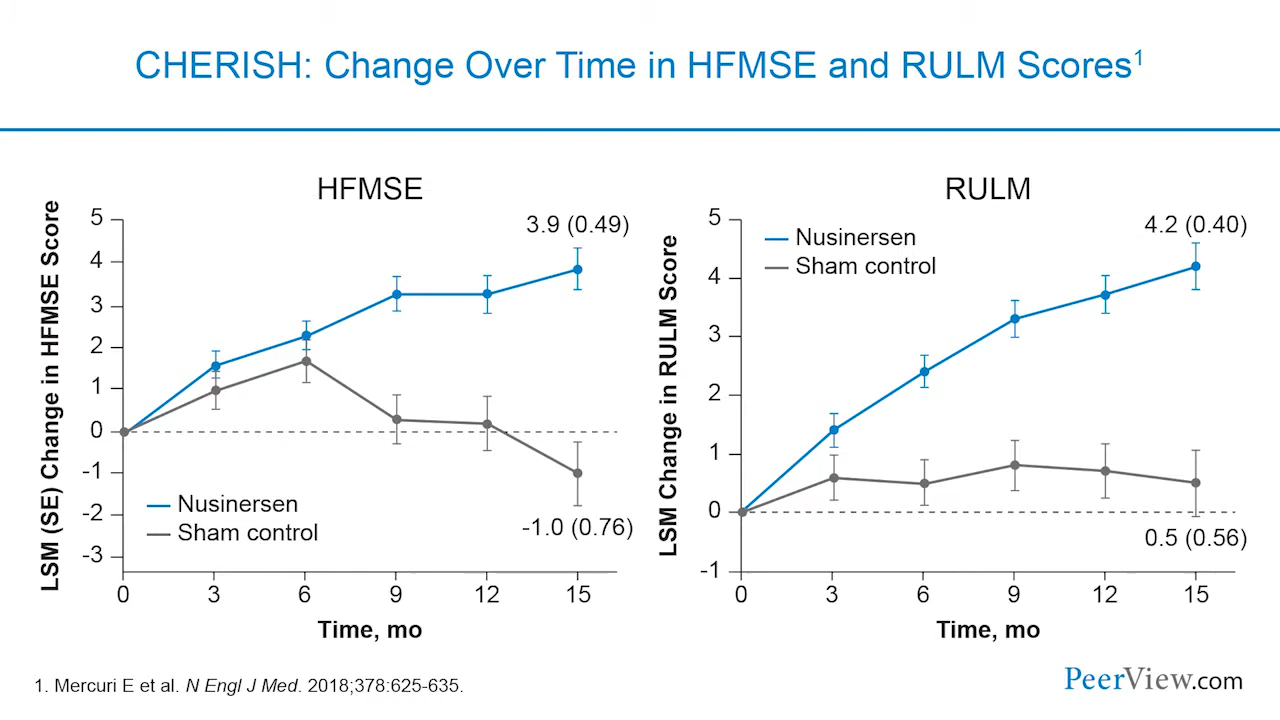 CHERISH: Change Over Time in HFMSE and RULM Scores1
HFMSE
LSM (SE) Change in HFMSE Score
5
4
3
2
1
0
-1
-2
-3
3.9 (0.49)
Nusinersen
Sham control
-1.0 (0.76)
0 3 6 9 12 15
Time, mo
RULM
LSM Change in RULM Score
5
4
3
2
1
0
-1
Nusinersen
Sham control
4.2 (0.40)
0.5 (0.56)
0 3 6 9 12 15
Time, mo
1. Mercuri E et al. N Engl J Med. 2018;378:625-635.
PeerView.com